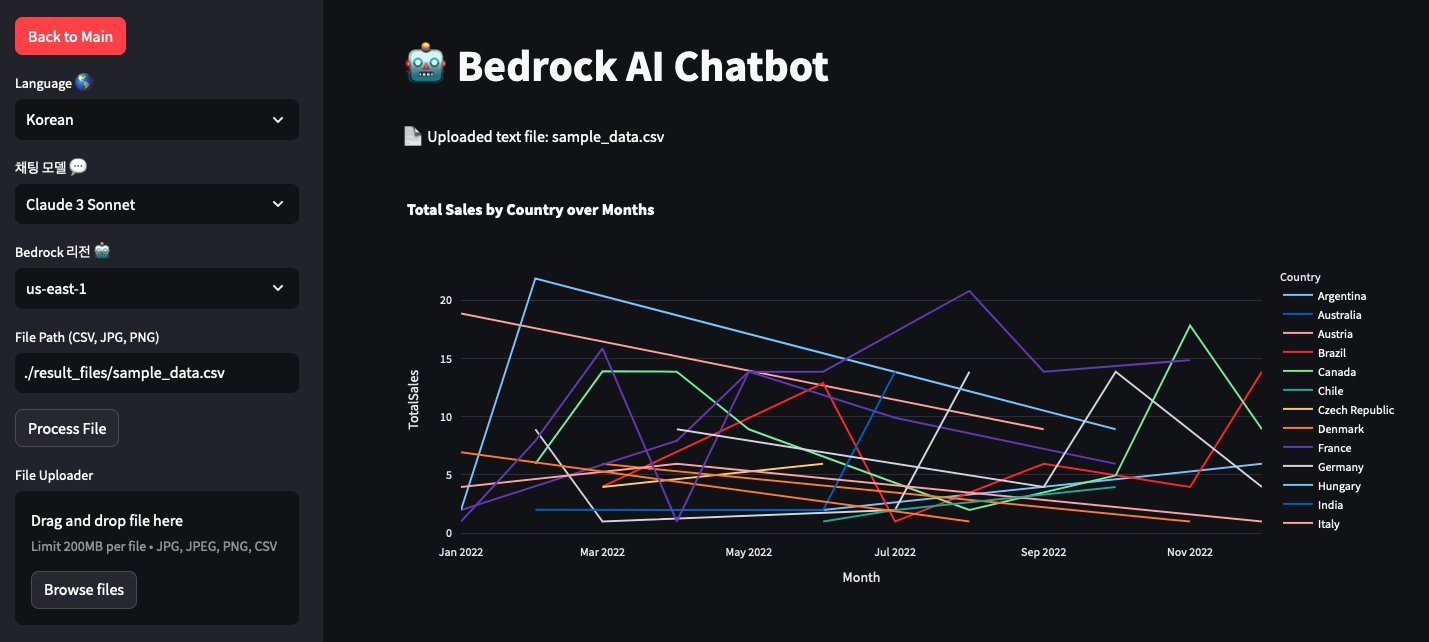 Back to Main
Language
Korean
채팅 모델
Claude 3 Sonnet
Bedrock 리전
us-east-1
File Path (CSV, JPG, PNG)
./result_files/sample_data.csv
Process File
File Uploader
Drag and drop file here
Limit 200MB per file • JPG, JPEG, PNG, CSV
Browse files
Bedrock AI Chatbot
Uploaded text file: sample_data.csv
Total Sales by Country over Months
TotalSales
20
15
10
5
0
Jan 2022
Mar 2022
May 2022
Jul 2022
Sep 2022
Nov 2022
Month
Country
Argentina
Australia
Austria
Brazil
Canada
Chile
Czech Republic
Denmark
France
Germany
Hungary
India
Italy